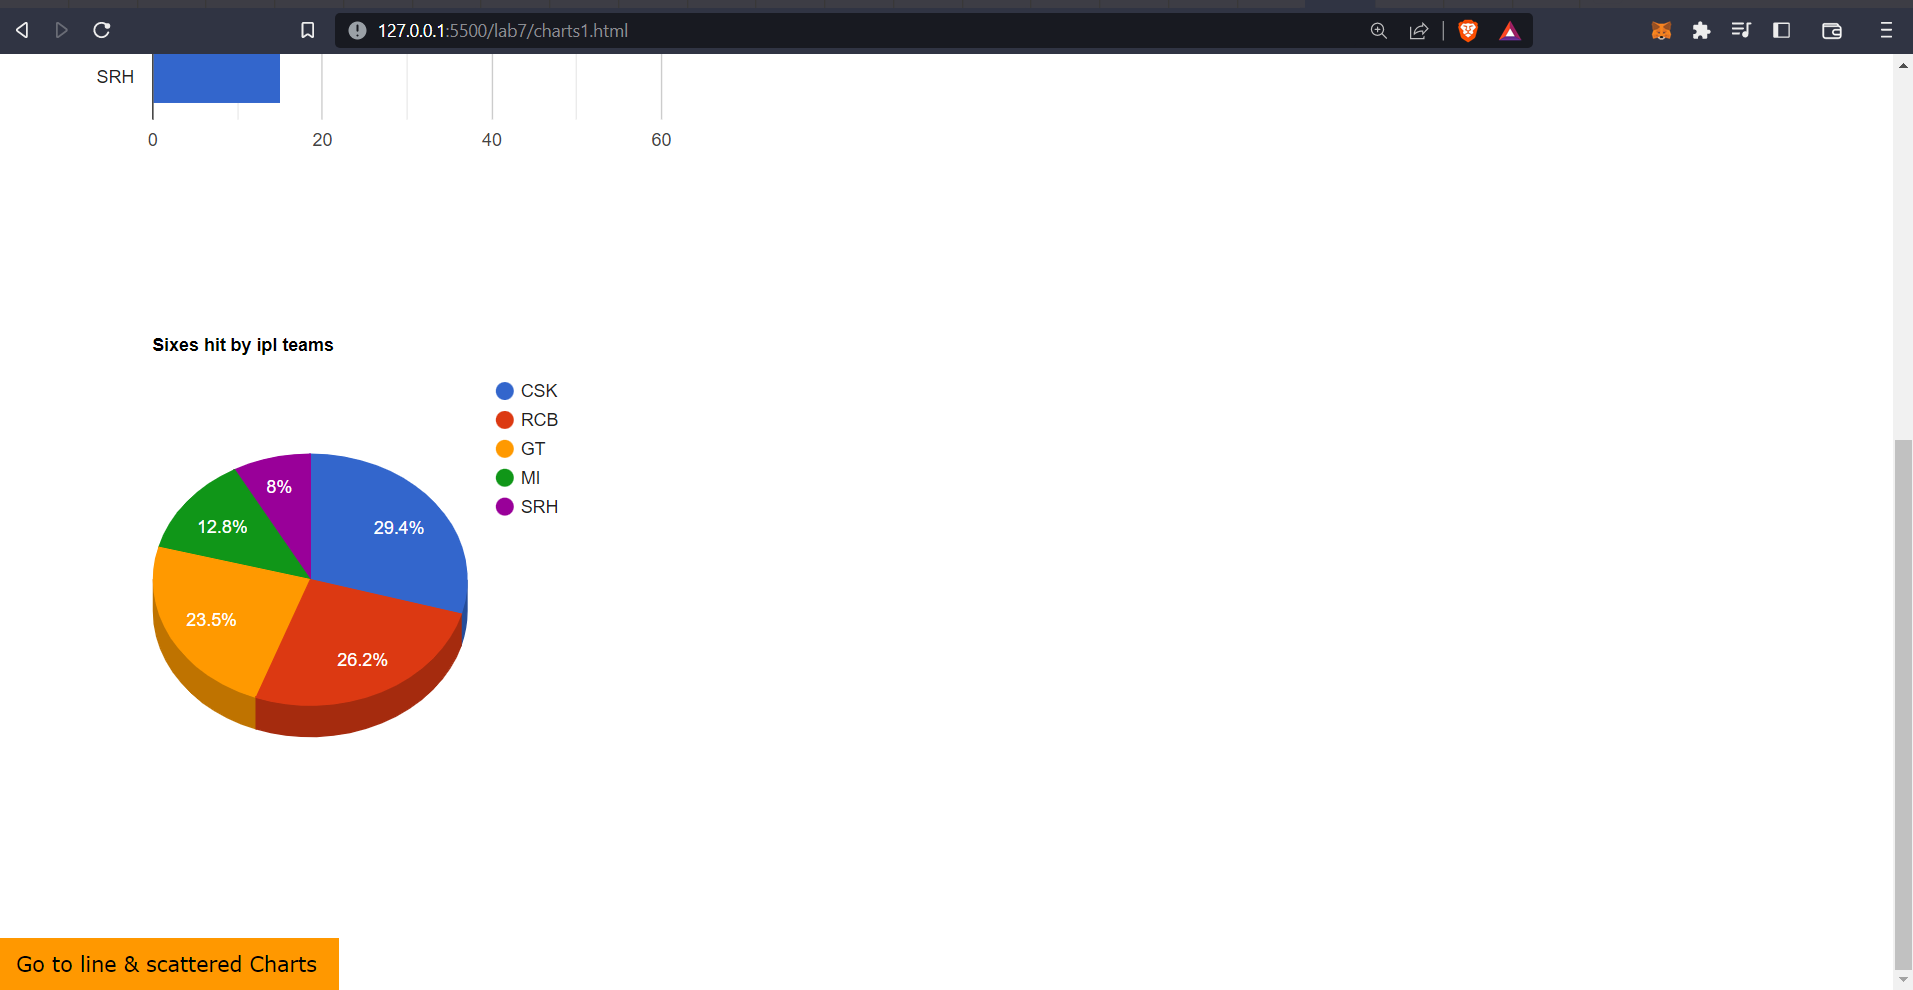 127.0.0.1:5500/lab7/charts1.html
SRH
0 20 40 60
Sixes hit by ipl teams
CSK
RCB
GT
MI
SRH
8%
29.4%
12.8%
23.5%
26.2%
Go to line & scattered Charts